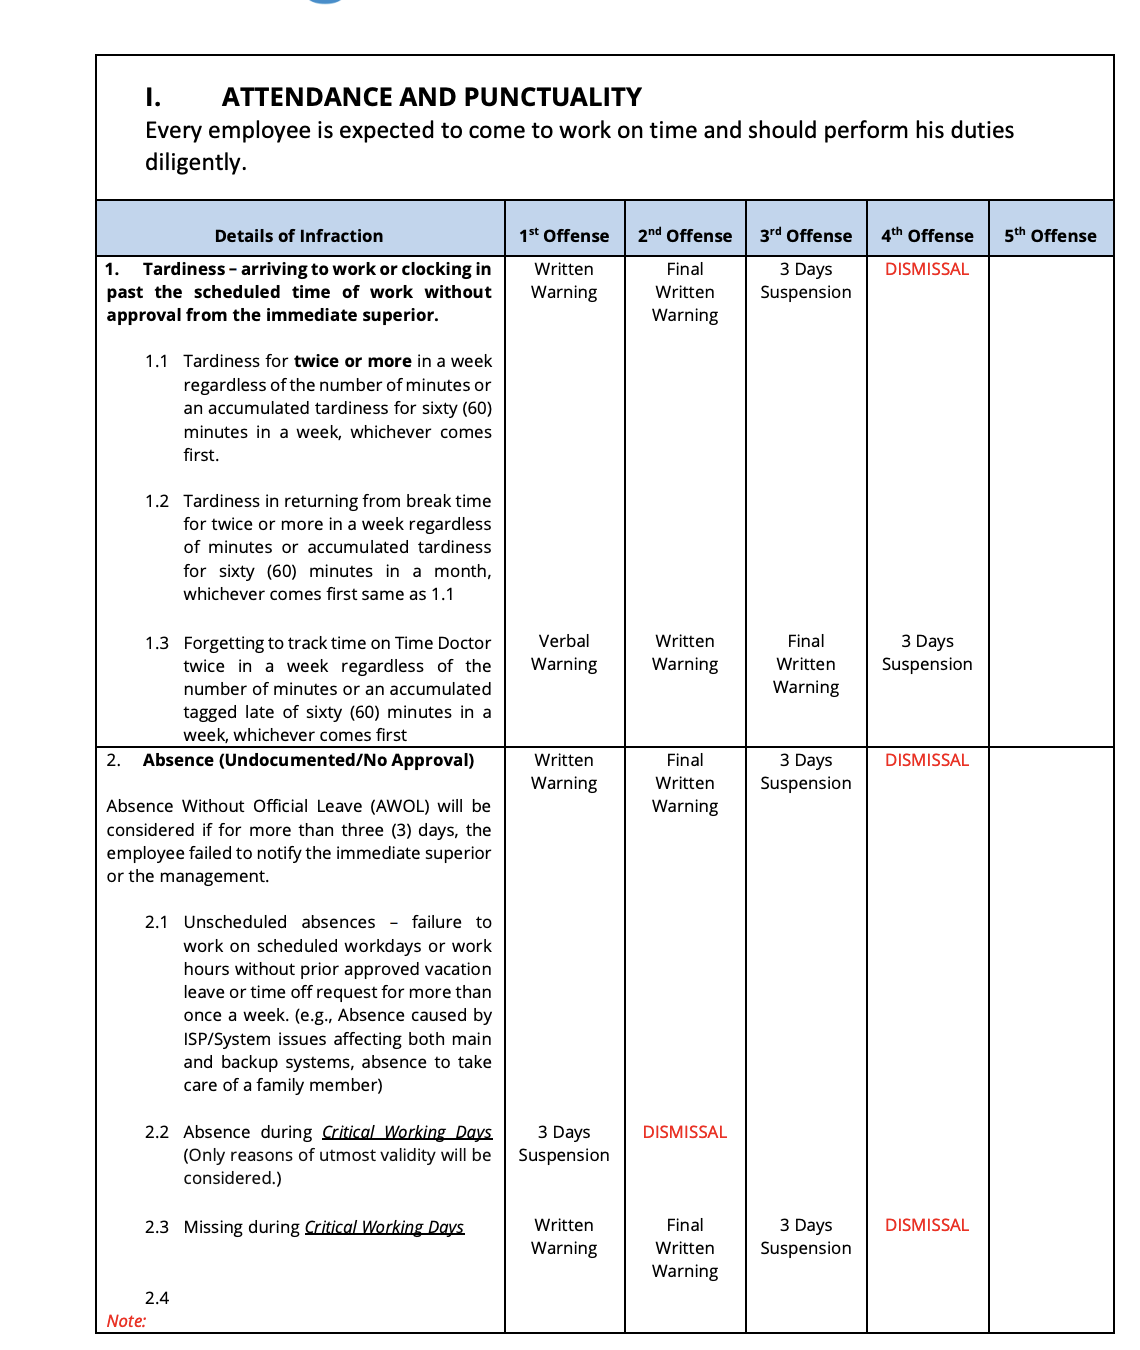 I. ATTENDANCE AND PUNCTUALITY
Every employee is expected to come to work on time and should perform his duties
diligently.
Details of Infraction
1st Offense
2nd Offense
3rd Offense
4th Offense
5th Offense
1. Tardiness – arriving to work or clocking in
past the scheduled time of work without
approval from the immediate superior.
Written
Warning
Final
Written
Warning
3 Days
Suspension
DISMISSAL
1.1 Tardiness for twice or more in a week
regardless of the number of minutes or
an accumulated tardiness for sixty (60)
minutes in a week, whichever comes
first.
1.2 Tardiness in returning from break time
for twice or more in a week regardless
of minutes or accumulated tardiness
for sixty (60) minutes in a month,
whichever comes first same as 1.1
1.3 Forgetting to track time on Time Doctor
twice in a week regardless of the
number of minutes or an accumulated
tagged late of sixty (60) minutes in a
week, whichever comes first
Verbal
Warning
Written
Warning
Final
Written
Warning
3 Days
Suspension
2. Absence (Undocumented/No Approval)
Written
Warning
Final
Written
Warning
3 Days
Suspension
DISMISSAL
Absence Without Official Leave (AWOL) will be
considered if for more than three (3) days, the
employee failed to notify the immediate superior
or the management.
2.1 Unscheduled absences – failure to
work on scheduled workdays or work
hours without prior approved vacation
leave or time off request for more than
once a week. (e.g., Absence caused by
ISP/System issues affecting both main
and backup systems, absence to take
care of a family member)
2.2 Absence during Critical Working Days
(Only reasons of utmost validity will be
considered.)
3 Days
Suspension
DISMISSAL
2.3 Missing during Critical Working Days
Written
Warning
Final
Written
Warning
3 Days
Suspension
DISMISSAL
2.4
Note: